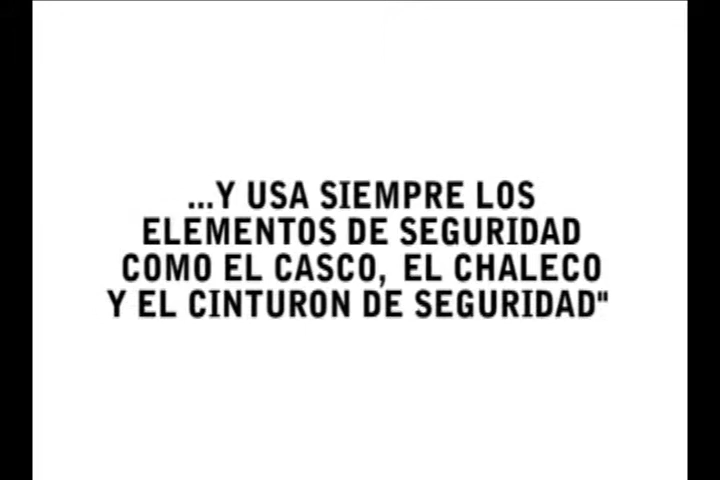 ...Y USA SIEMPRE LOS
ELEMENTOS DE SEGURIDAD
COMO EL CASCO, EL CHALECO
Y EL CINTURON DE SEGURIDAD"